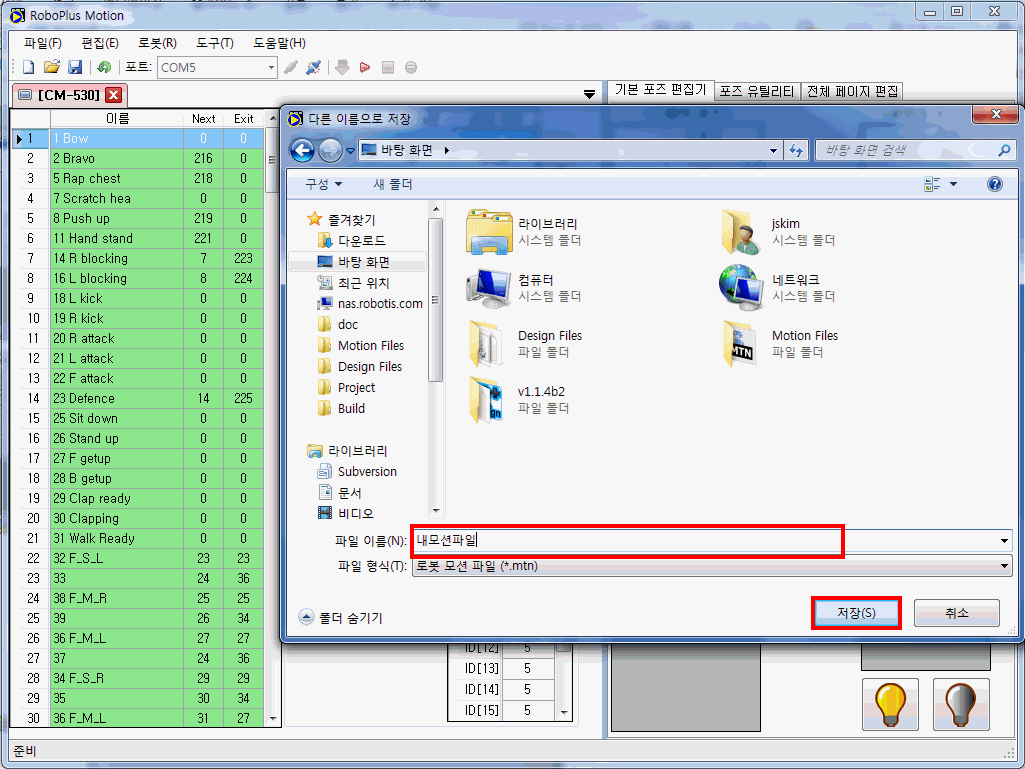 RoboPlus Motion
파일(F) 편집(E) 로봇(R) 도구(T) 도움말(H)
포트: COM5
[CM-530]
기본 포즈 편집기 포즈 유틸리티 전체 페이지 편집
이름 Next Exit
1 1 Bow 0 0
2 2 Bravo 216 0
3 5 Rap chest 218 0
4 7 Scratch hea 0 0
5 8 Push up 219 0
6 11 Hand stand 221 0
7 14 R blocking 7 223
8 16 L blocking 8 224
9 18 L kick 0 0
10 19 R kick 0 0
11 20 R attack 0 0
12 21 L attack 0 0
13 22 F attack 0 0
14 23 Defence 14 225
15 25 Sit down 0 0
16 26 Stand up 0 0
17 27 F getup 0 0
18 28 B getup 0 0
19 29 Clap ready 0 0
20 30 Clapping 0 0
21 31 Walk Ready 0 0
22 32 F_S_L 23 23
23 33 24 36
24 38 F_M_R 25 25
25 39 26 34
26 36 F_M_L 27 27
27 37 24 36
28 34 F_S_R 29 29
29 35 30 34
30 36 F_M_L 31 27
다른 이름으로 저장
바탕 화면
바탕 화면 검색
구성 새 폴더
즐겨찾기
다운로드
바탕 화면
최근 위치
nas.robotis.com
doc
Motion Files
Design Files
Project
Build
라이브러리
Subversion
문서
비디오
라이브러리
시스템 폴더
jskim
시스템 폴더
컴퓨터
시스템 폴더
네트워크
시스템 폴더
Design Files
파일 폴더
Motion Files
파일 폴더
MTN
v1.1.4b2
파일 폴더
파일 이름(N): 내모션파일
파일 형식(T): 로봇 모션 파일 (*.mtn)
폴더 숨기기
저장(S) 취소
ID[12] 5
ID[13] 5
ID[14] 5
ID[15] 5
준비